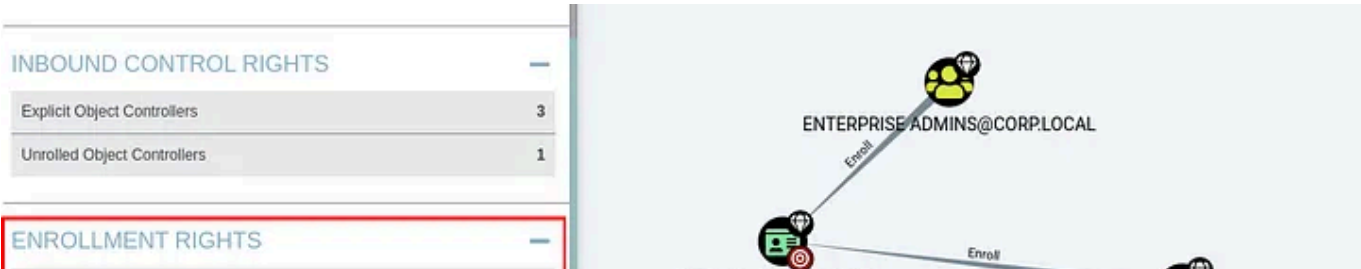 INBOUND CONTROL RIGHTS
Explicit Object Controllers 3
Unrolled Object Controllers 1
ENROLLMENT RIGHTS
ENTERPRISE ADMINS@CORP.LOCAL
Enroll
Enroll